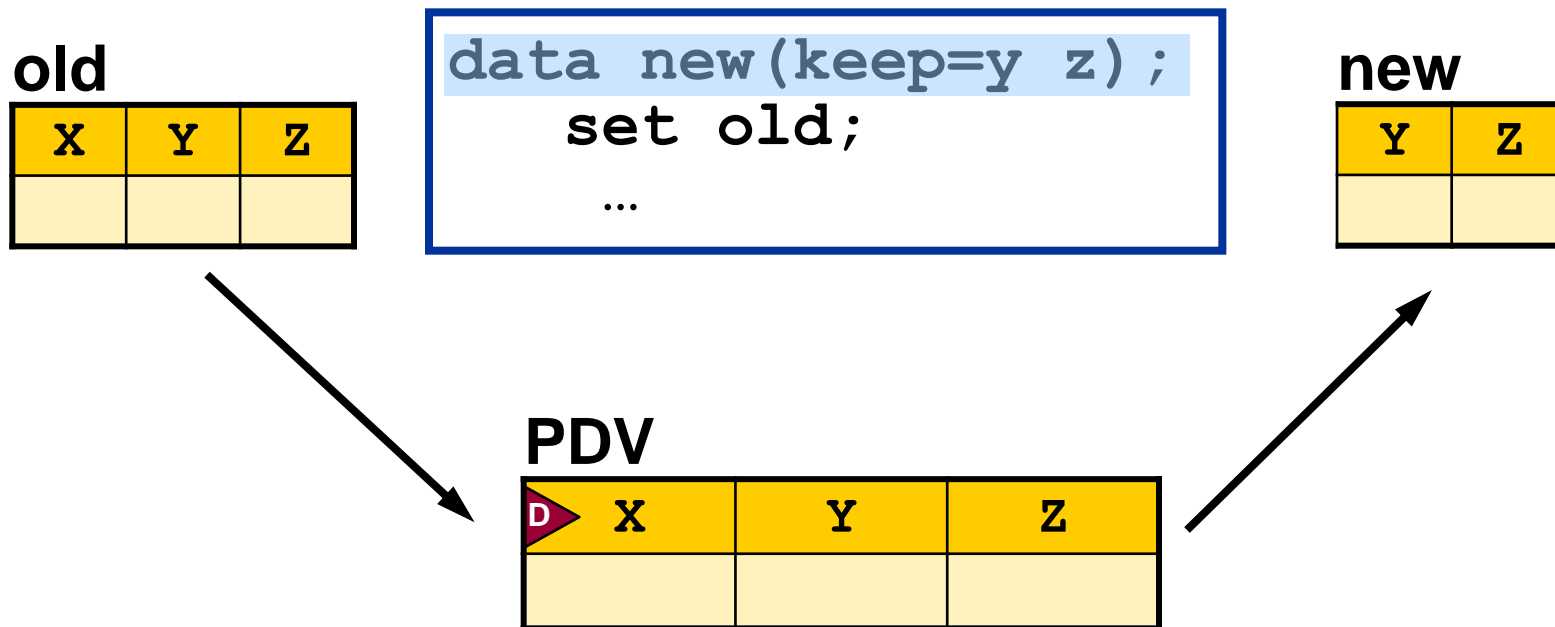 old
X Y Z
data new(keep=y z);
set old;
…
new
Y Z
PDV
D X Y Z